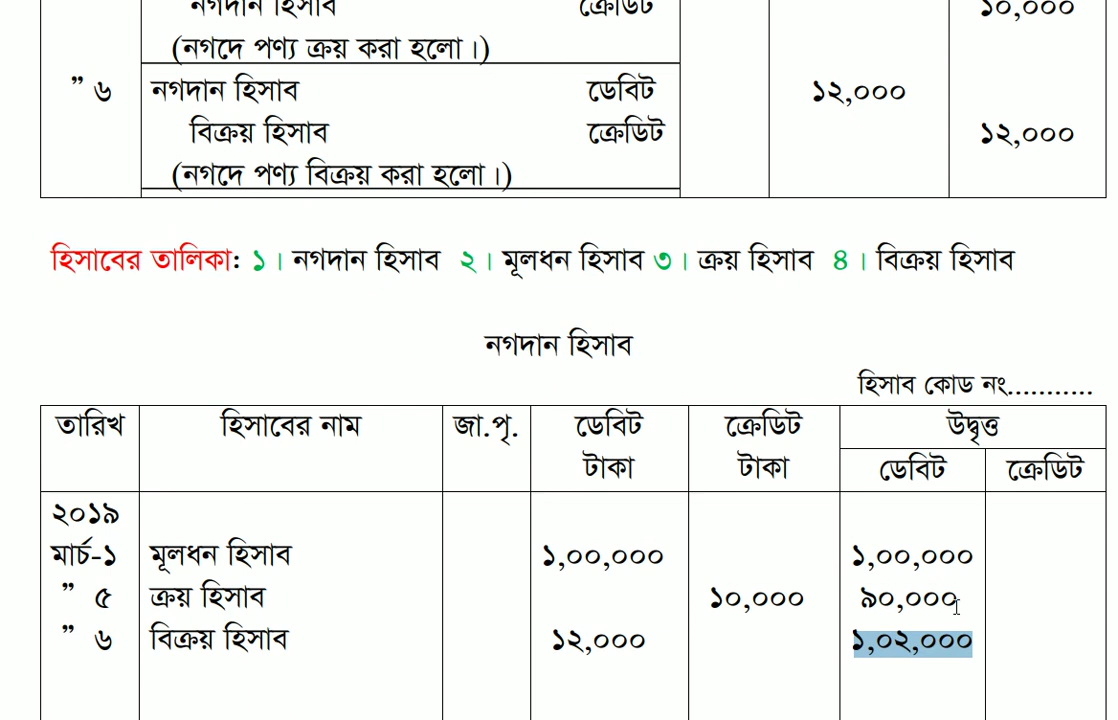 নগদান হিসাব ক্রেডিট ১০,০০০
(নগদে পণ্য ক্রয় করা হলো।)
” ৬ নগদান হিসাব ডেবিট ১২,০০০
বিক্রয় হিসাব ক্রেডিট ১২,০০০
(নগদে পণ্য বিক্রয় করা হলো।)
হিসাবের তালিকা: ১। নগদান হিসাব ২। মূলধন হিসাব ৩। ক্রয় হিসাব ৪। বিক্রয় হিসাব
নগদান হিসাব
হিসাব কোড নং...........
তারিখ হিসাবের নাম জা.পৃ. ডেবিট ক্রেডিট উদ্বৃত্ত
টাকা টাকা ডেবিট ক্রেডিট
২০১৯
মার্চ-১ মূলধন হিসাব ১,০০,০০০ ১,০০,০০০
” ৫ ক্রয় হিসাব ১০,০০০ ৯০,০০০
” ৬ বিক্রয় হিসাব ১২,০০০ ১,০২,০০০